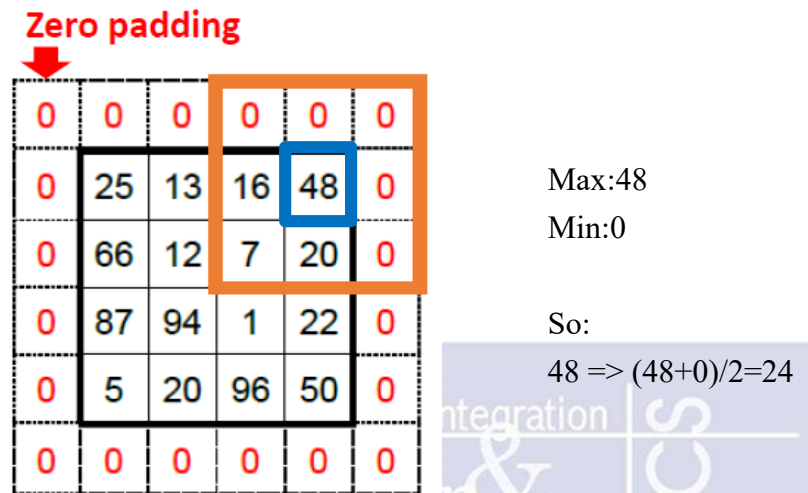 Zero padding
0 0 0 0 0 0
0 25 13 16 48 0
0 66 12 7 20 0
0 87 94 1 22 0
0 5 20 96 50 0
0 0 0 0 0 0
Max:48
Min:0
So:
48 => (48+0)/2=24
ntegration
&
CS